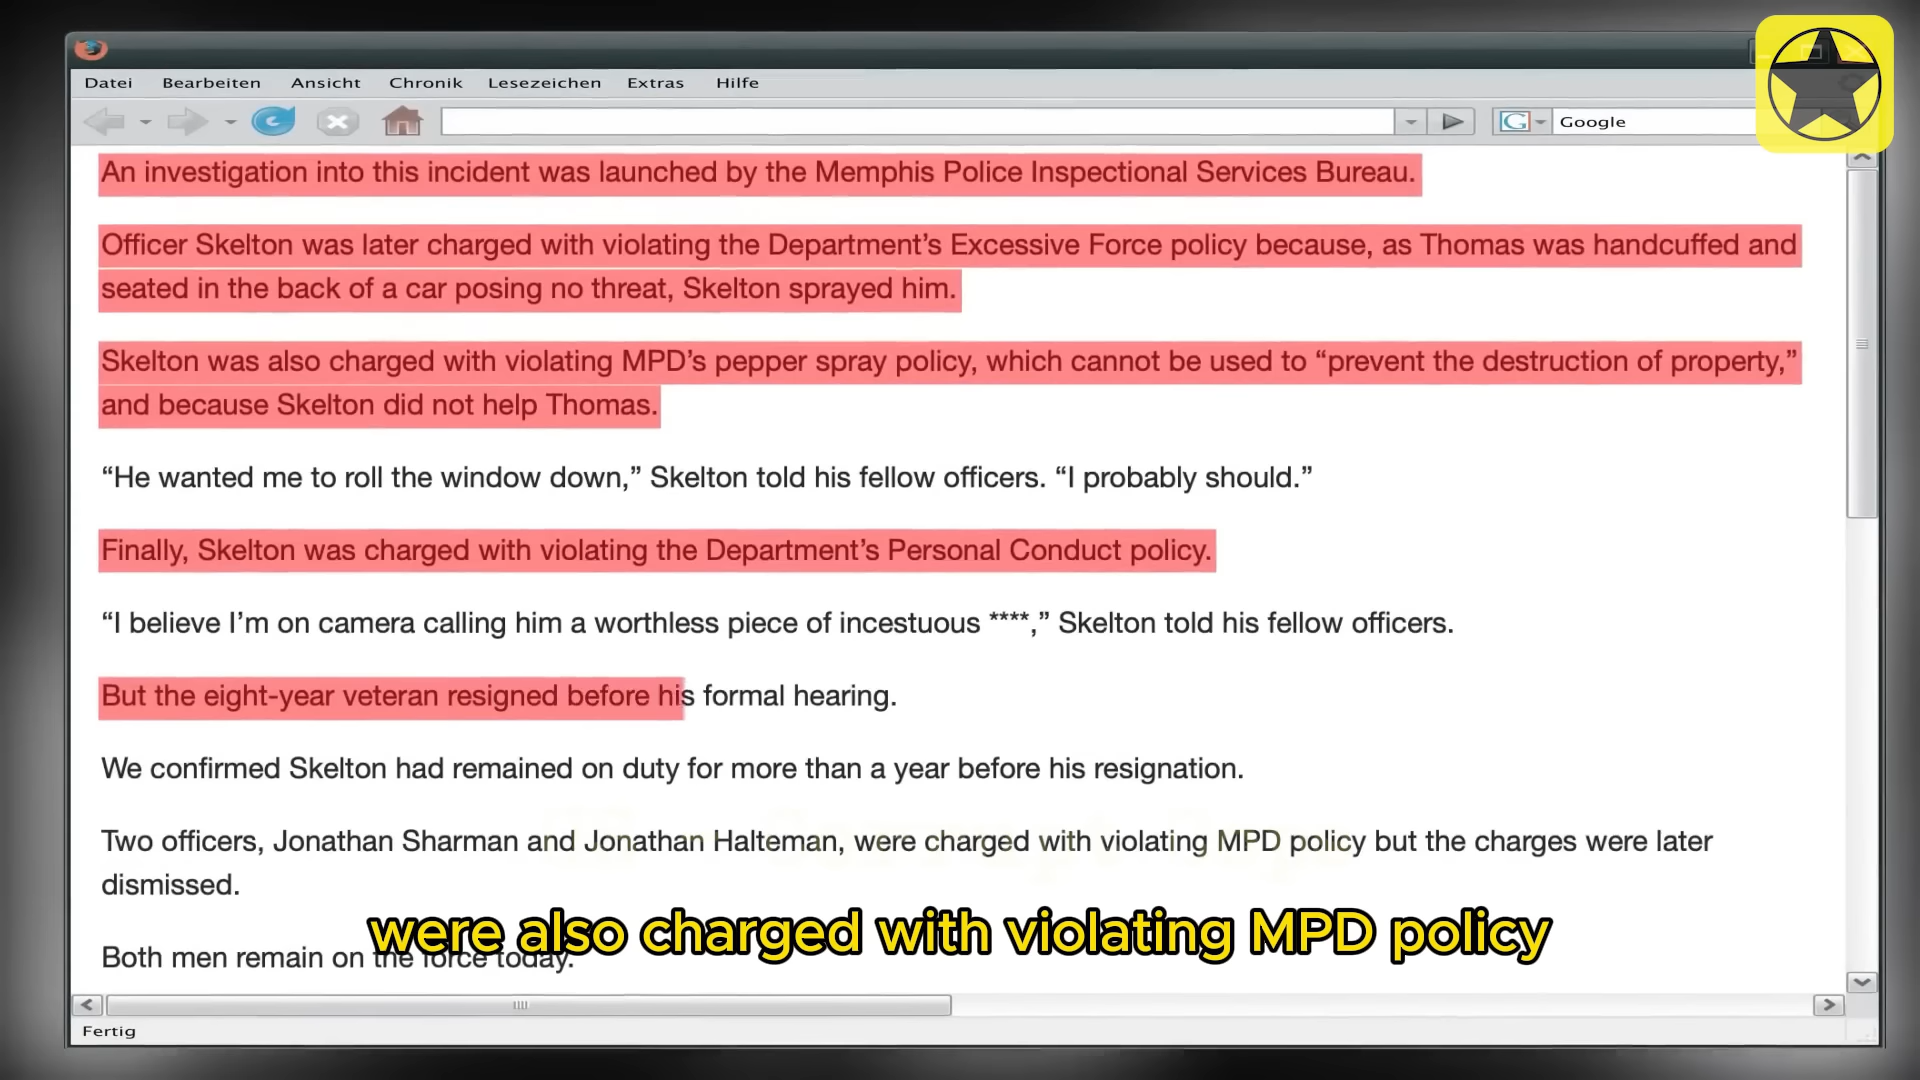 Datei Bearbeiten Ansicht Chronik Lesezeichen Extras Hilfe
G Google
An investigation into this incident was launched by the Memphis Police Inspectional Services Bureau.
Officer Skelton was later charged with violating the Department’s Excessive Force policy because, as Thomas was handcuffed and
seated in the back of a car posing no threat, Skelton sprayed him.
Skelton was also charged with violating MPD’s pepper spray policy, which cannot be used to “prevent the destruction of property,”
and because Skelton did not help Thomas.
“He wanted me to roll the window down,” Skelton told his fellow officers. “I probably should.”
Finally, Skelton was charged with violating the Department’s Personal Conduct policy.
“I believe I’m on camera calling him a worthless piece of incestuous ****,” Skelton told his fellow officers.
But the eight-year veteran resigned before his formal hearing.
We confirmed Skelton had remained on duty for more than a year before his resignation.
Two officers, Jonathan Sharman and Jonathan Halteman, were charged with violating MPD policy but the charges were later
dismissed.
were also charged with violating MPD policy
Both men remain on the force today.
Fertig